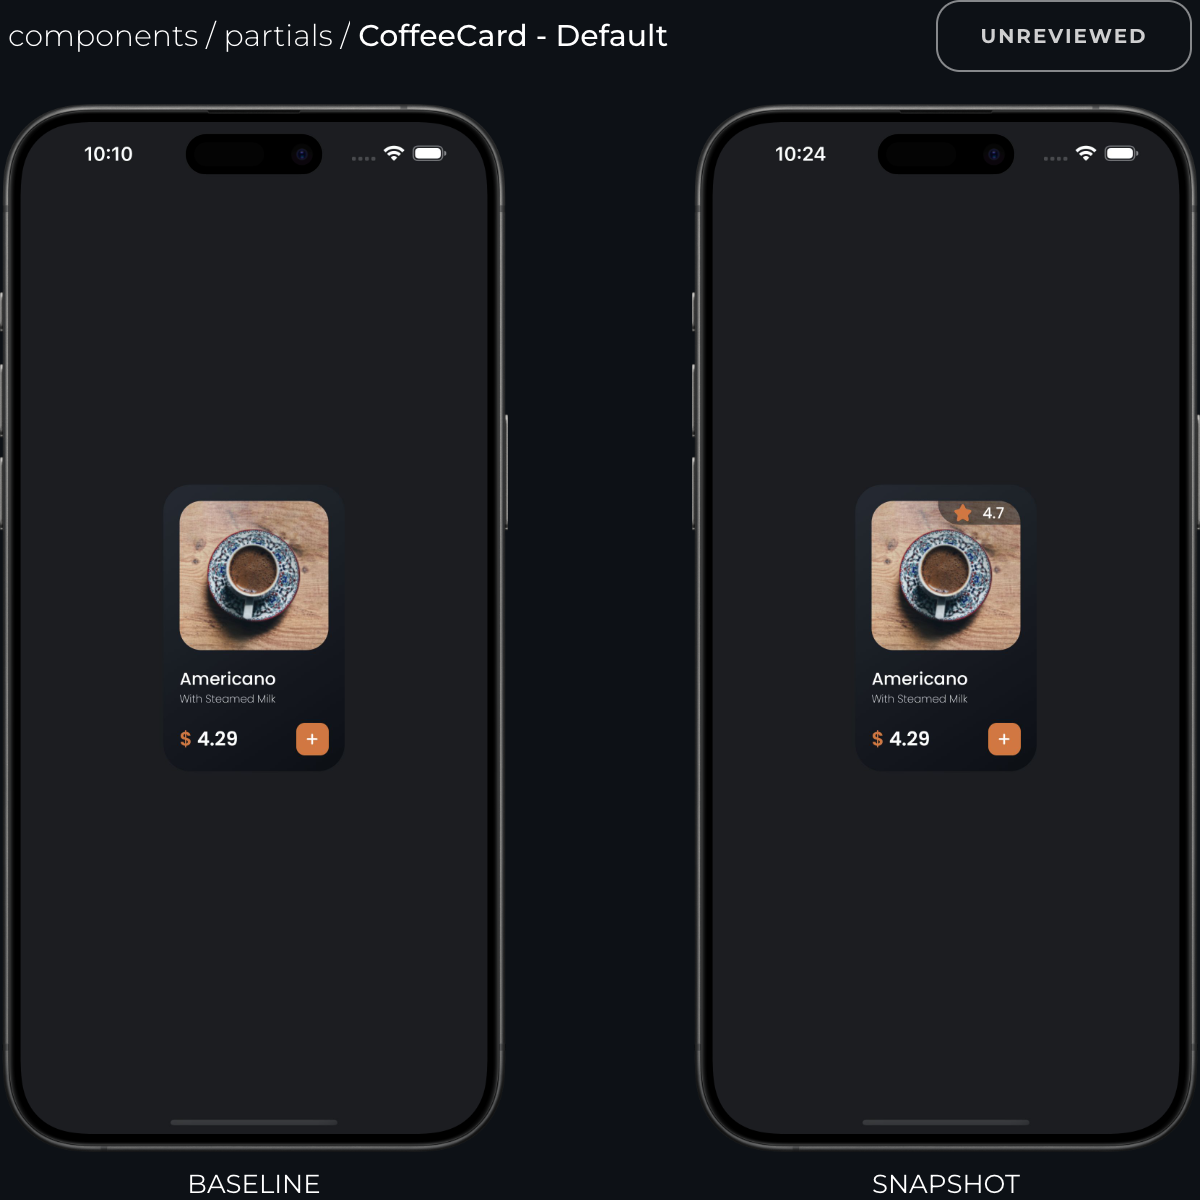 components / partials / CoffeeCard - Default
UNREVIEWED
10:10
Americano
With Steamed Milk
$ 4.29
+
BASELINE
10:24
4.7
Americano
With Steamed Milk
$ 4.29
+
SNAPSHOT